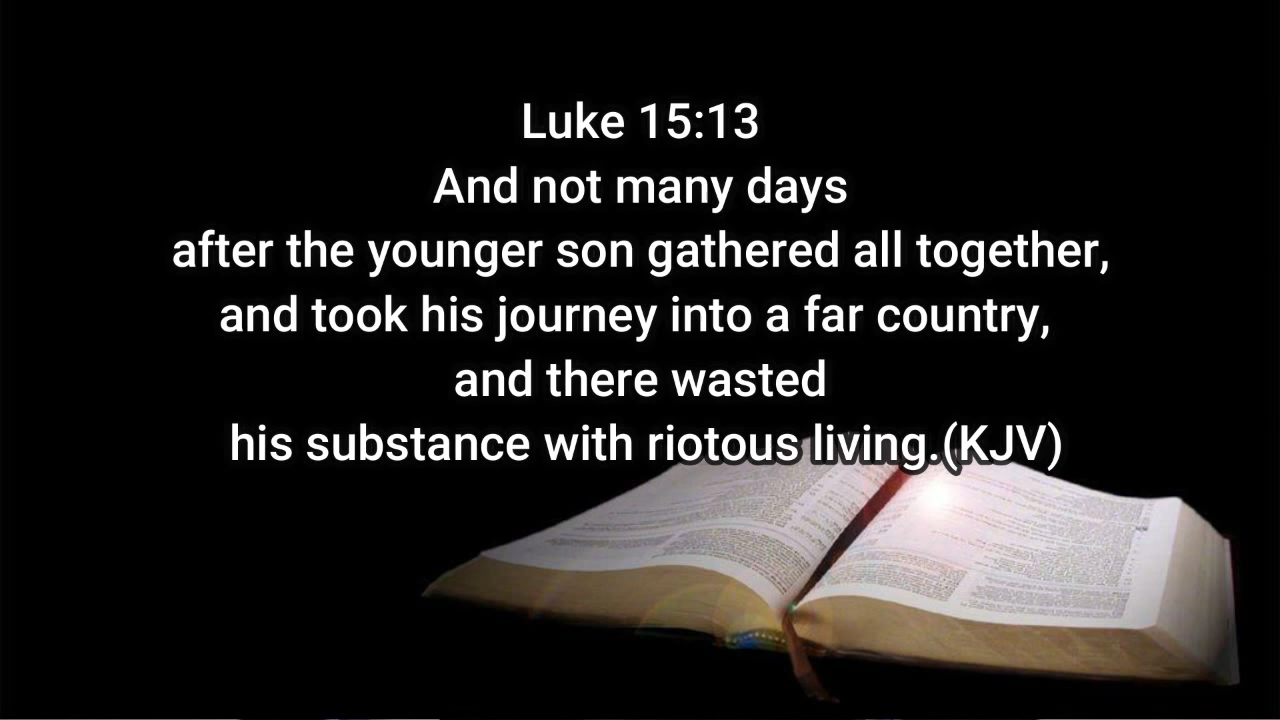 Luke 15:13
And not many days
after the younger son gathered all together,
and took his journey into a far country,
and there wasted
his substance with riotous living.(KJV)